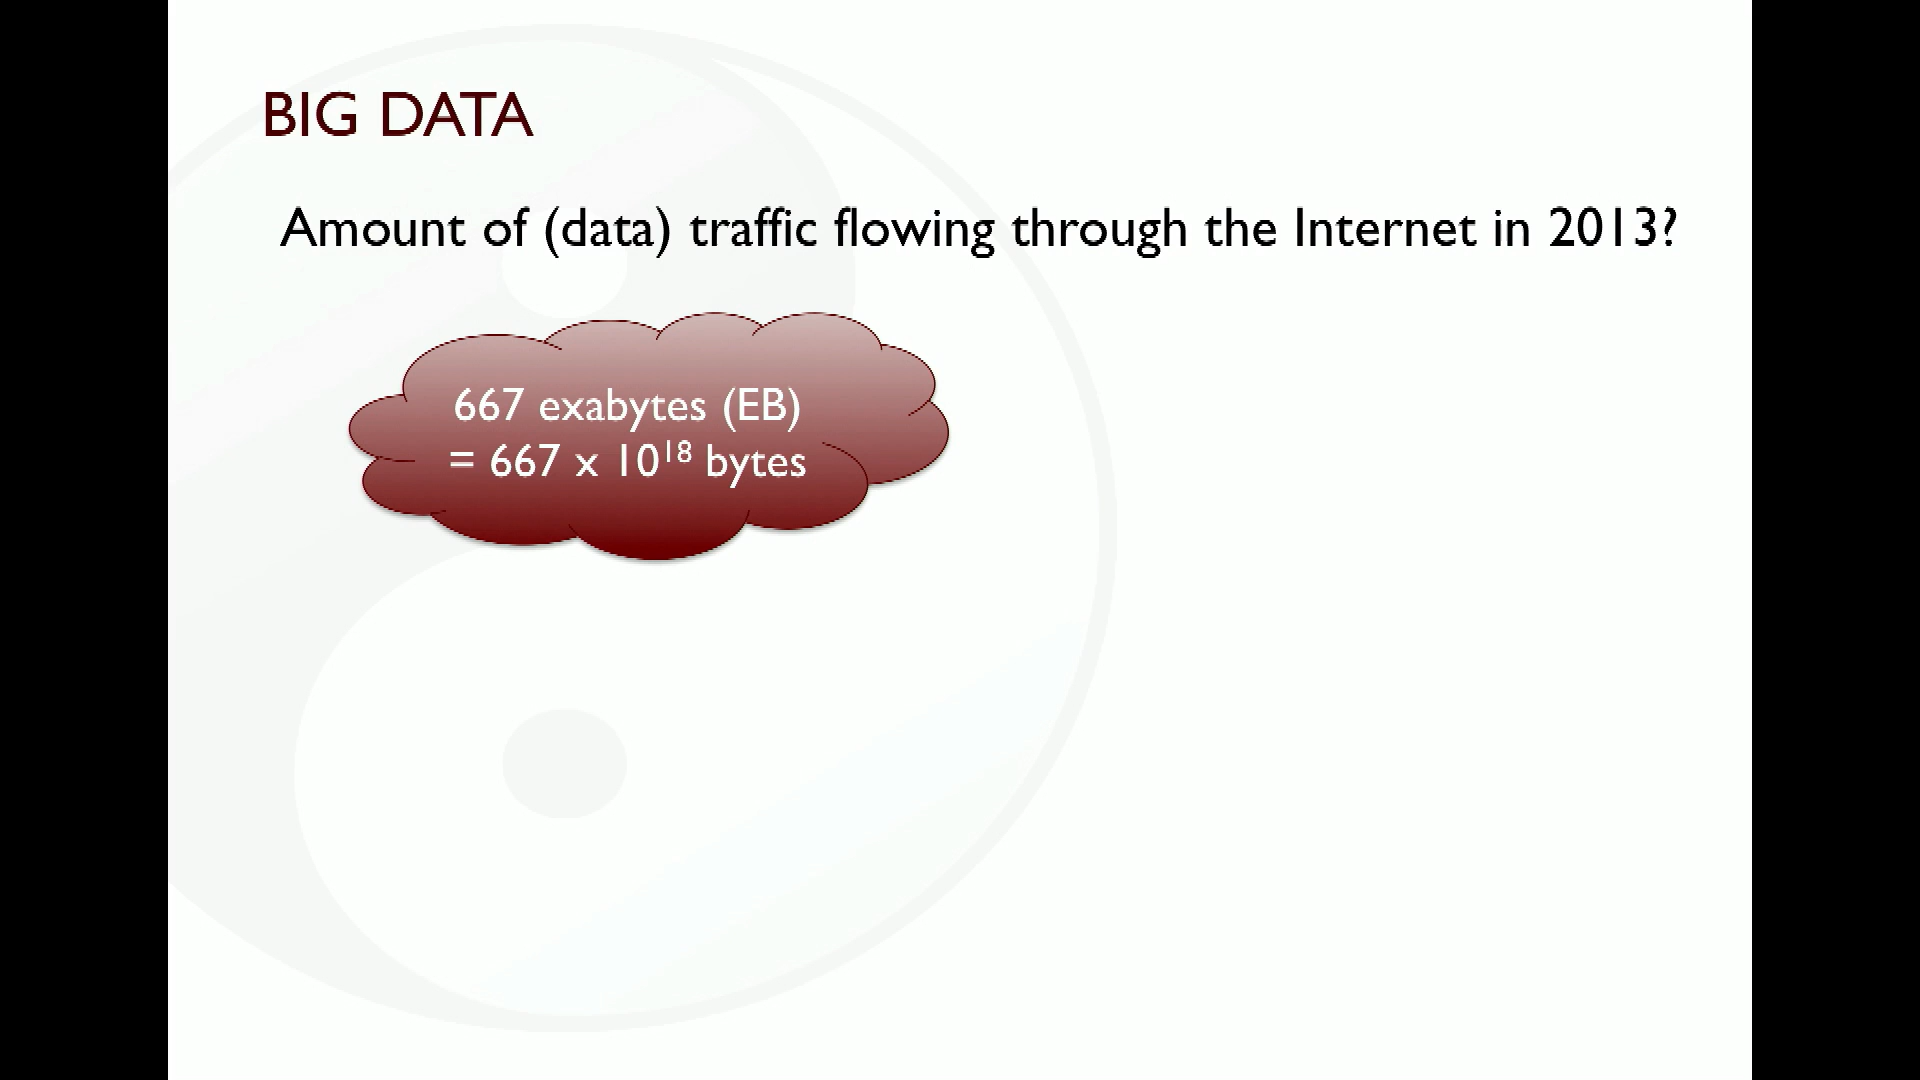 BIG DATA
Amount of (data) traffic flowing through the Internet in 2013?
667 exabytes (EB)
= 667 x 10¹⁸ bytes